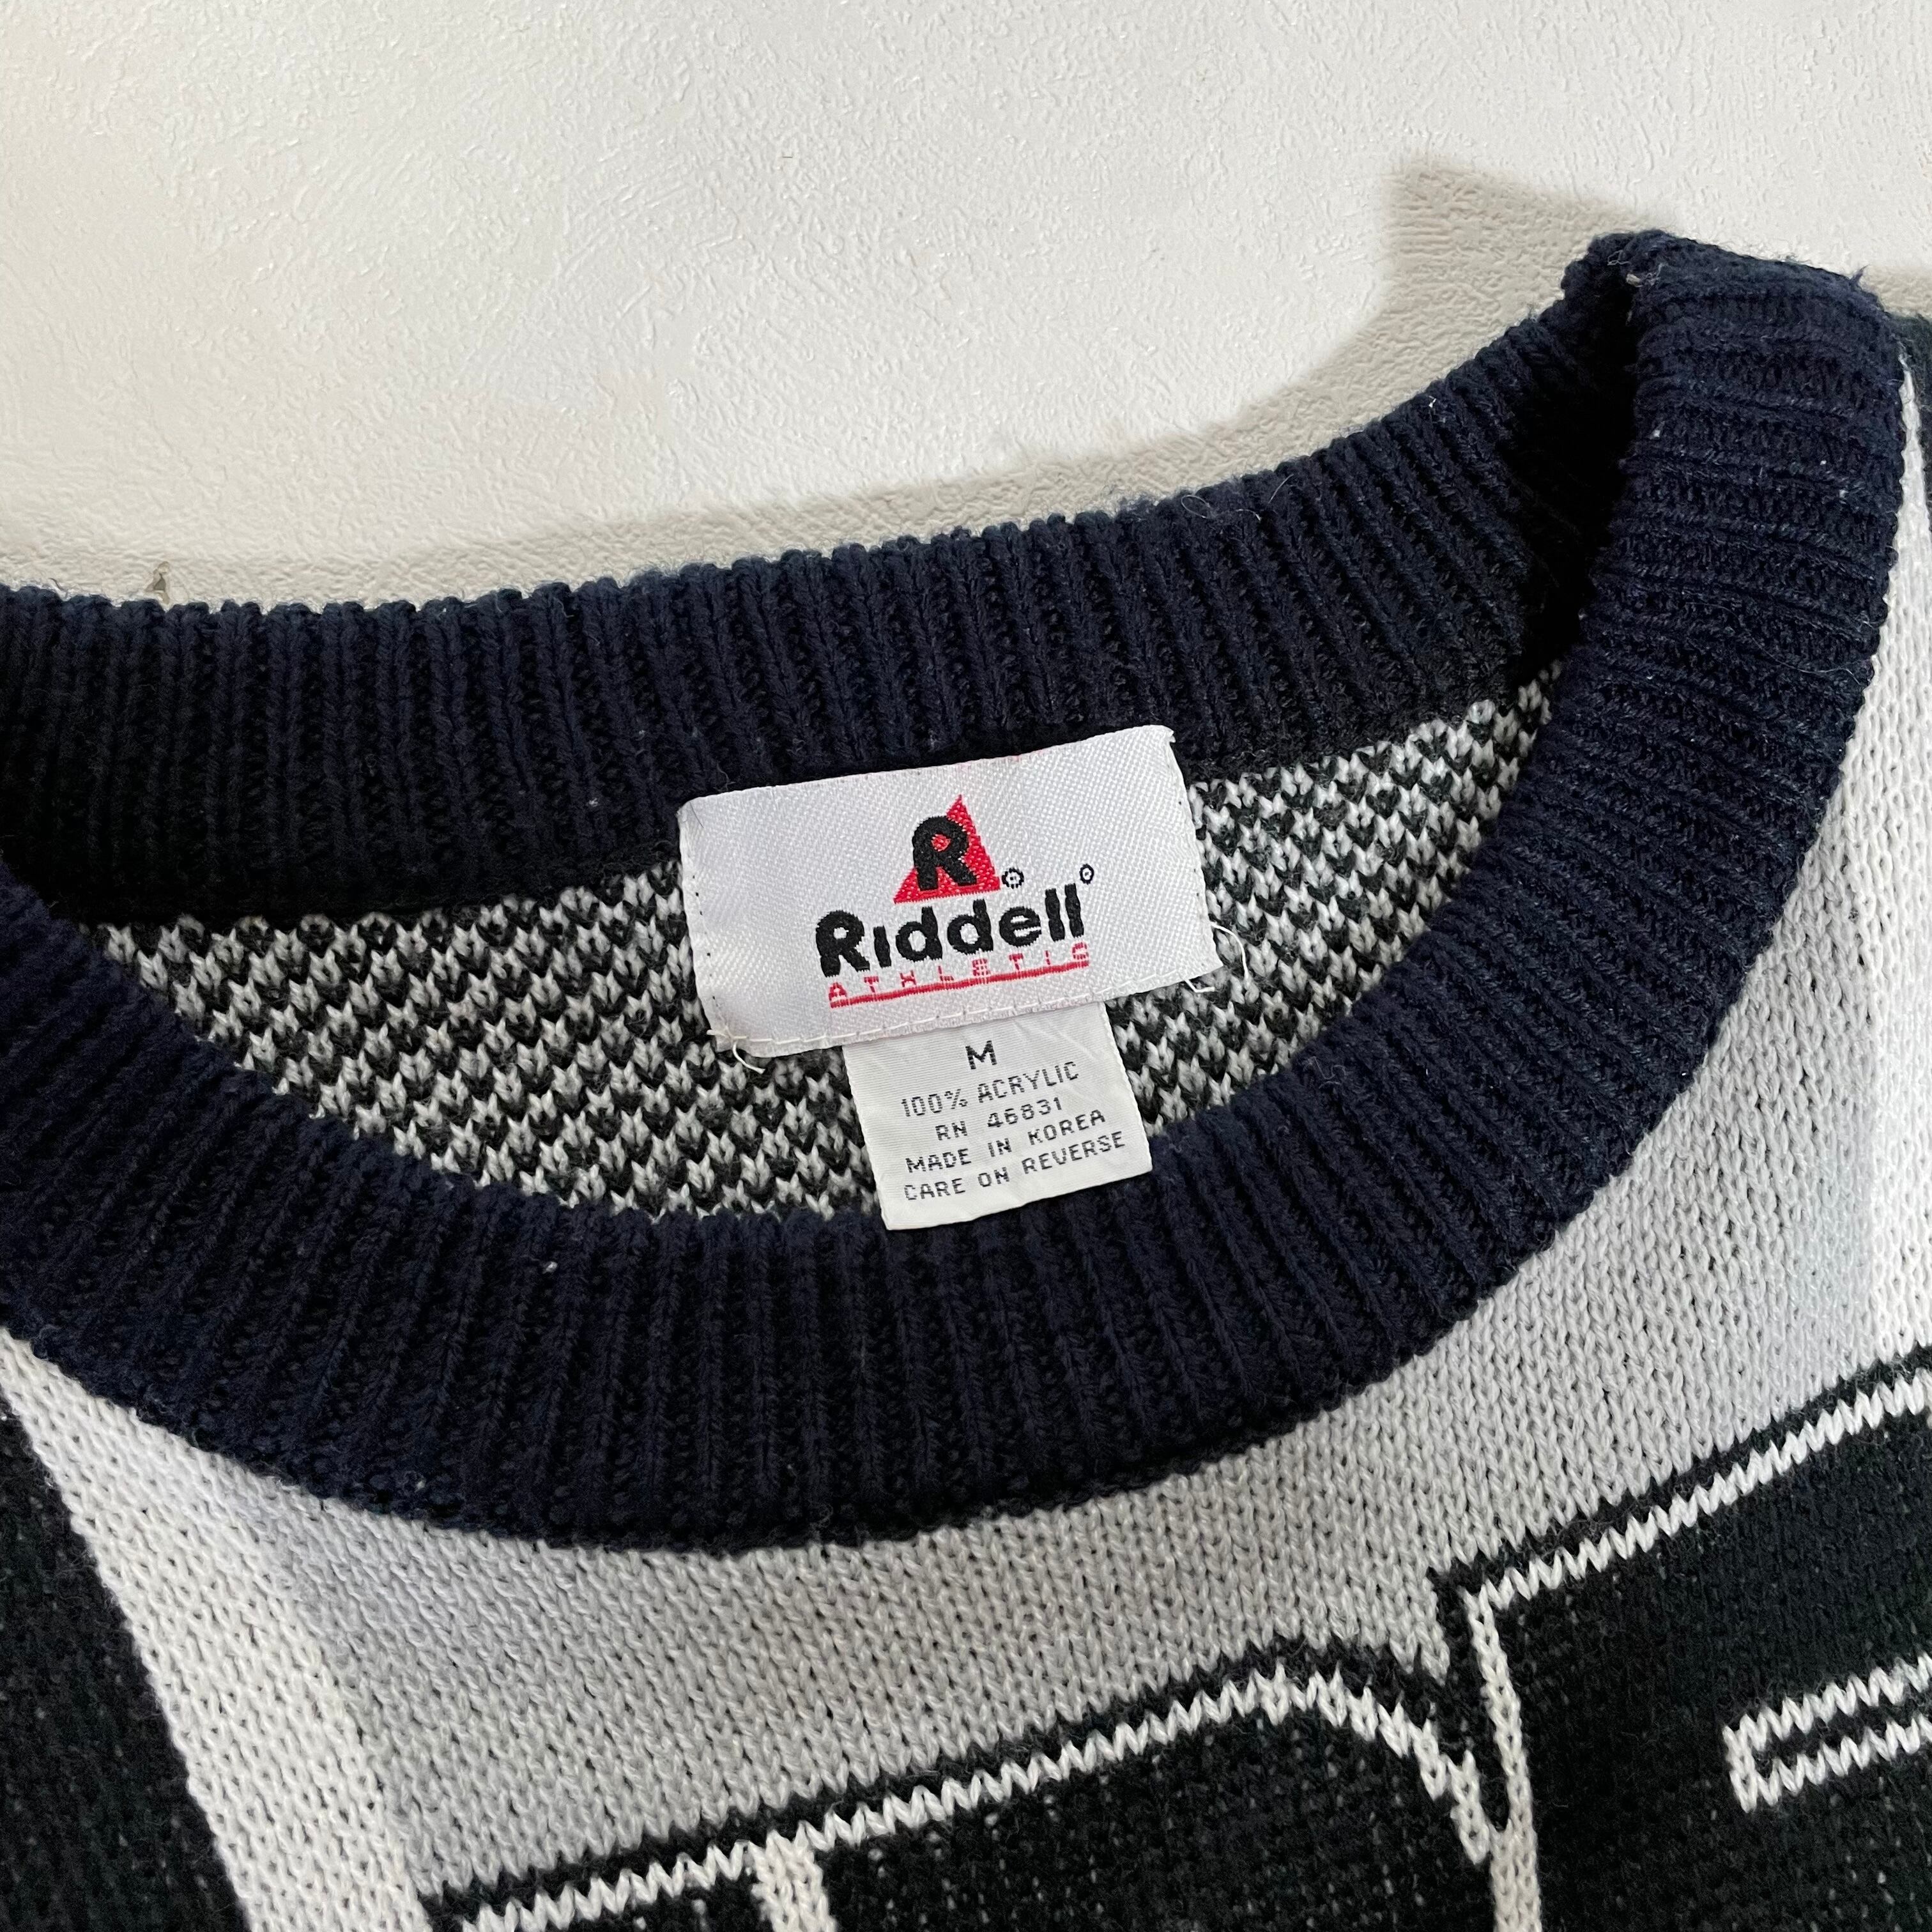 R
Riddell
ATHLETIC
M
100% ACRYLIC
RN 46831
MADE IN KOREA
CARE ON REVERSE